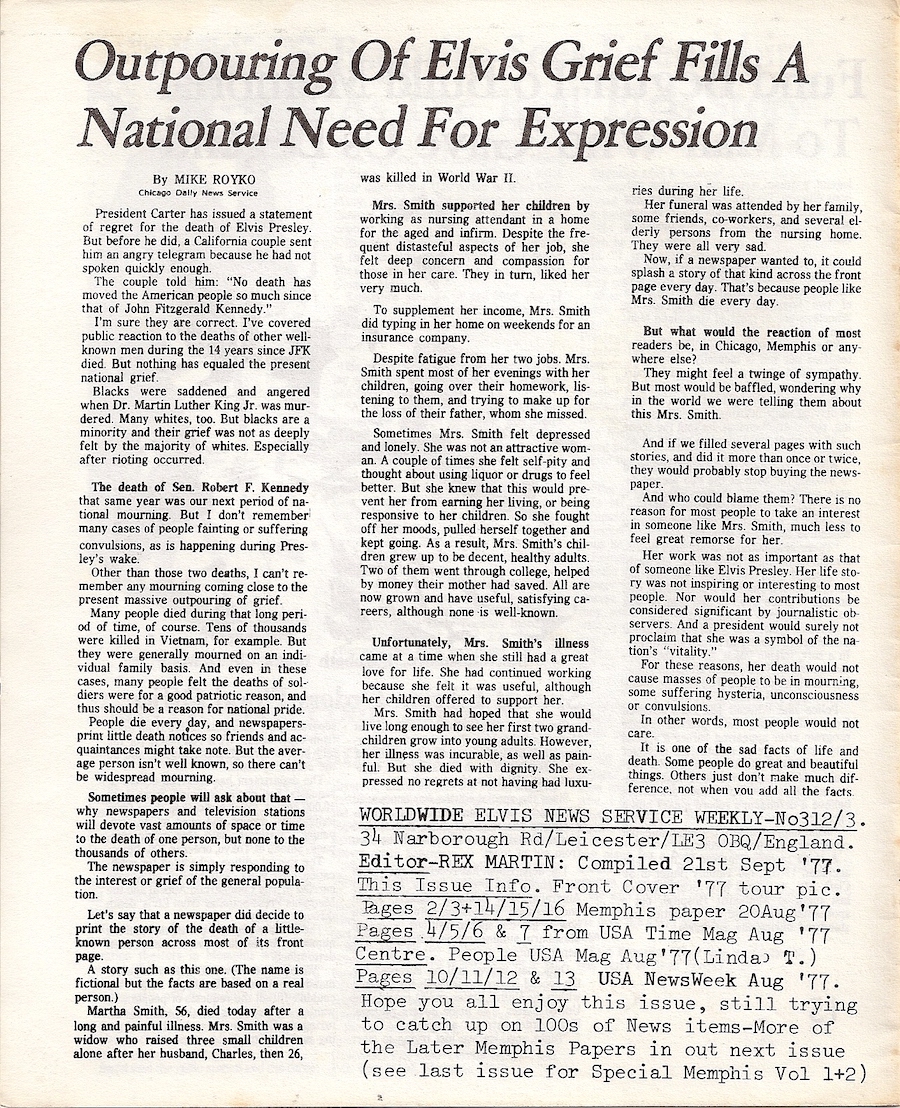 Outpouring Of Elvis Grief Fills A
National Need For Expression
By MIKE ROYKO
Chicago Daily News Service
President Carter has issued a statement
of regret for the death of Elvis Presley.
But before he did, a California couple sent
him an angry telegram because he had not
spoken quickly enough.
The couple told him: “No death has
moved the American people so much since
that of John Fitzgerald Kennedy.”
I'm sure they are correct. I've covered
public reaction to the deaths of other well-
known men during the 14 years since JFK
died. But nothing has equaled the present
national grief.
Blacks were saddened and angered
when Dr. Martin Luther King Jr. was mur-
dered. Many whites, too. But blacks are a
minority and their grief was not as deeply
felt by the majority of whites. Especially
after rioting occurred.
The death of Sen. Robert F. Kennedy
that same year was our next period of na-
tional mourning. But I don't remember
many cases of people fainting or suffering
convulsions, as is happening during Pres-
ley's wake.
Other than those two deaths, I can't re-
member any mourning coming close to the
present massive outpouring of grief.
Many people died during that long peri-
od of time, of course. Tens of thousands
were killed in Vietnam, for example. But
they were generally mourned on an indi-
vidual family basis. And even in these
cases, many people felt the deaths of sol-
diers were for a good patriotic reason, and
thus should be a reason for national pride.
People die every day, and newspapers-
print little death notices so friends and ac-
quaintances might take note. But the aver-
age person isn't well known, so there can't
be widespread mourning.
Sometimes people will ask about that —
why newspapers and television stations
will devote vast amounts of space or time
to the death of one person, but none to the
thousands of others.
The newspaper is simply responding to
the interest or grief of the general popula-
tion.
Let's say that a newspaper did decide to
print the story of the death of a little-
known person across most of its front
page.
A story such as this one. (The name is
fictional but the facts are based on a real
person.)
Martha Smith, 56, died today after a
long and painful illness. Mrs. Smith was a
widow who raised three small children
alone after her husband, Charles, then 26,
was killed in World War II.
Mrs. Smith supported her children by
working as nursing attendant in a home
for the aged and infirm. Despite the fre-
quent distasteful aspects of her job, she
felt deep concern and compassion for
those in her care. They in turn, liked her
very much.
To supplement her income, Mrs. Smith
did typing in her home on weekends for an
insurance company.
Despite fatigue from her two jobs. Mrs.
Smith spent most of her evenings with her
children, going over their homework, lis-
tening to them, and trying to make up for
the loss of their father, whom she missed.
Sometimes Mrs. Smith felt depressed
and lonely. She was not an attractive wom-
an. A couple of times she felt self-pity and
thought about using liquor or drugs to feel
better. But she knew that this would pre-
vent her from earning her living, or being
responsive to her children. So she fought
off her moods, pulled herself together and
kept going. As a result, Mrs. Smith's chil-
dren grew up to be decent, healthy adults.
Two of them went through college, helped
by money their mother had saved. All are
now grown and have useful, satisfying ca-
reers, although none is well-known.
Unfortunately, Mrs. Smith's illness
came at a time when she still had a great
love for life. She had continued working
because she felt it was useful, although
her children offered to support her.
Mrs. Smith had hoped that she would
live long enough to see her first two grand-
children grow into young adults. However,
her illness was incurable, as well as pain-
ful. But she died with dignity. She ex-
pressed no regrets at not having had luxu-
ries during her life.
Her funeral was attended by her family,
some friends, co-workers, and several el-
derly persons from the nursing home.
They were all very sad.
Now, if a newspaper wanted to, it could
splash a story of that kind across the front
page every day. That's because people like
Mrs. Smith die every day.
But what would the reaction of most
readers be, in Chicago, Memphis or any-
where else?
They might feel a twinge of sympathy.
But most would be baffled, wondering why
in the world we were telling them about
this Mrs. Smith.
And if we filled several pages with such
stories, and did it more than once or twice,
they would probably stop buying the news-
paper.
And who could blame them? There is no
reason for most people to take an interest
in someone like Mrs. Smith, much less to
feel great remorse for her.
Her work was not as important as that
of someone like Elvis Presley. Her life sto-
ry was not inspiring or interesting to most
people. Nor would her contributions be
considered significant by journalistic ob-
servers. And a president would surely not
proclaim that she was a symbol of the na-
tion's “vitality.”
For these reasons, her death would not
cause masses of people to be in mourning,
some suffering hysteria, unconsciousness
or convulsions.
In other words, most people would not
care.
It is one of the sad facts of life and
death. Some people do great and beautiful
things. Others just don't make much dif-
ference, not when you add all the facts.
WORLDWIDE ELVIS NEWS SERVICE WEEKLY-No312/3.
34 Narborough Rd/Leicester/LE3 OBQ/England.
Editor-REX MARTIN: Compiled 21st Sept '77.
This Issue Info. Front Cover '77 tour pic.
Pages 2/3+14/15/16 Memphis paper 20Aug'77
Pages 4/5/6 & 7 from USA Time Mag Aug '77
Centre. People USA Mag Aug'77(Linda T.)
Pages 10/11/12 & 13 USA NewsWeek Aug '77.
Hope you all enjoy this issue, still trying
to catch up on 100s of News items-More of
the Later Memphis Papers in out next issue
(see last issue for Special Memphis Vol 1+2)